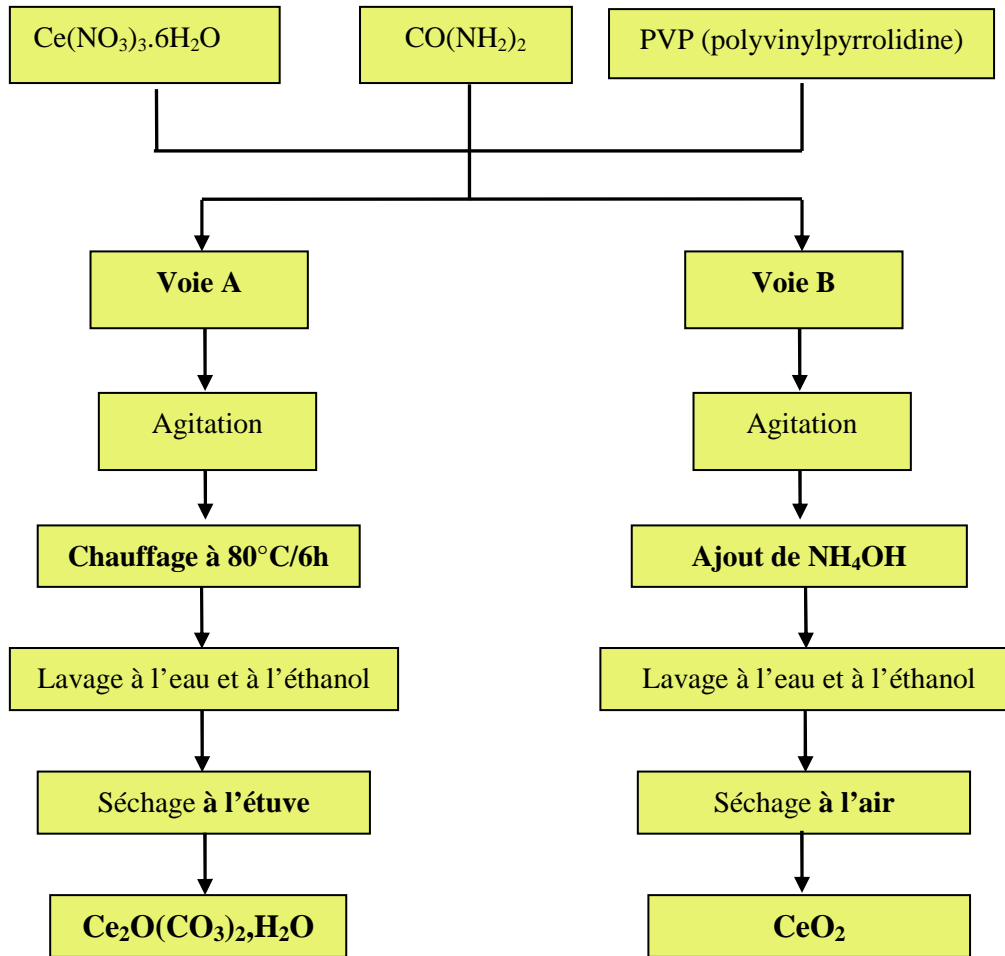 Ce(NO₃)₃.6H₂O
CO(NH₂)₂
PVP (polyvinylpyrrolidine)
Voie A
Voie B
Agitation
Agitation
Chauffage à 80°C/6h
Ajout de NH₄OH
Lavage à l’eau et à l’éthanol
Lavage à l’eau et à l’éthanol
Séchage à l’étuve
Séchage à l’air
Ce₂O(CO₃)₂,H₂O
CeO₂